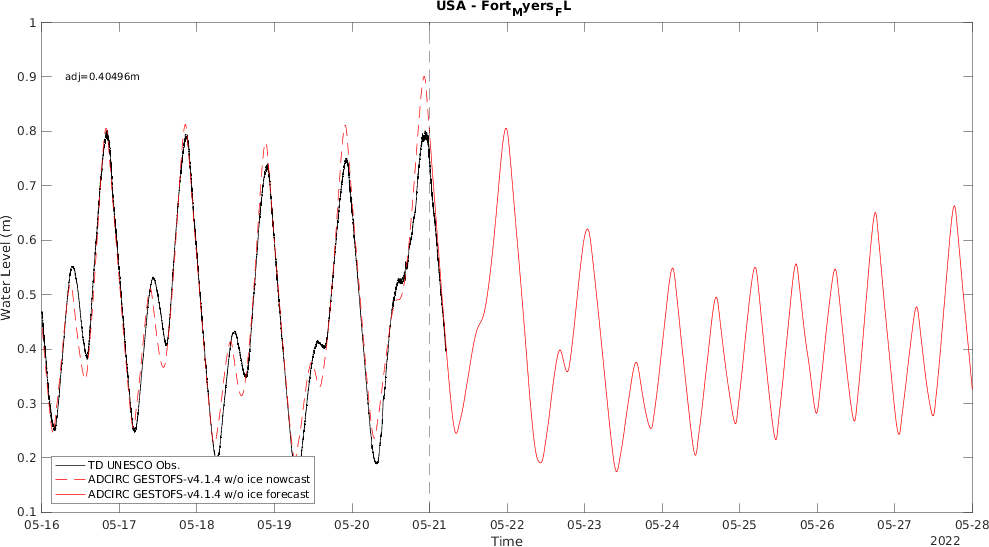 USA - Fort_Myers_FL
adj=0.40496m
Water Level (m)
1
0.9
0.8
0.7
0.6
0.5
0.4
0.3
0.2
0.1
TD UNESCO Obs.
ADCIRC GESTOFS-v4.1.4 w/o ice nowcast
ADCIRC GESTOFS-v4.1.4 w/o ice forecast
05-16 05-17 05-18 05-19 05-20 05-21 05-22 05-23 05-24 05-25 05-26 05-27 05-28
Time
2022